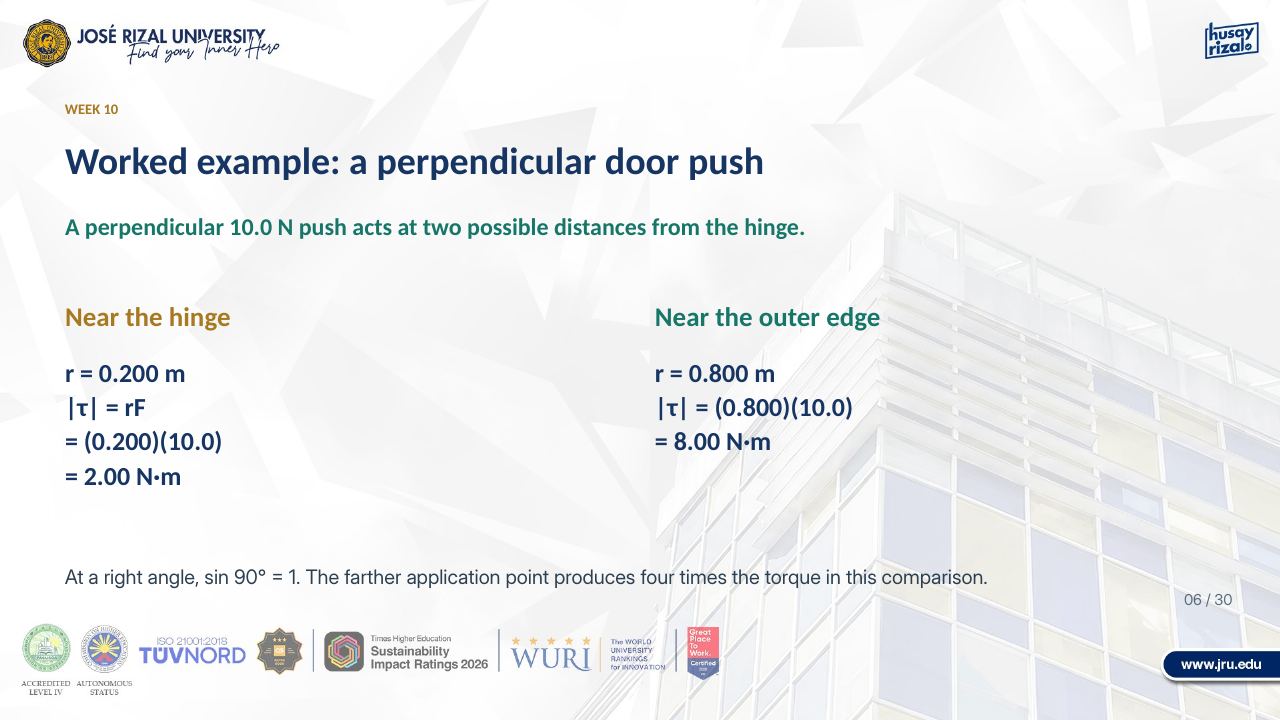 JOSÉ RIZAL UNIVERSITY
Find your Inner Hero
husay
rizal
WEEK 10
Worked example: a perpendicular door push
A perpendicular 10.0 N push acts at two possible distances from the hinge.
Near the hinge
r = 0.200 m
|τ| = rF
= (0.200)(10.0)
= 2.00 N·m
Near the outer edge
r = 0.800 m
|τ| = (0.800)(10.0)
= 8.00 N·m
At a right angle, sin 90° = 1. The farther application point produces four times the torque in this comparison.
06 / 30
ACCREDITED
LEVEL IV
AUTONOMOUS
STATUS
ISO 21001:2018
TÜVNORD
Times Higher Education
Sustainability
Impact Ratings 2026
WURI
The WORLD
UNIVERSITY
RANKINGS
for INNOVATION
Great
Place
To
Work.
Certified
www.jru.edu